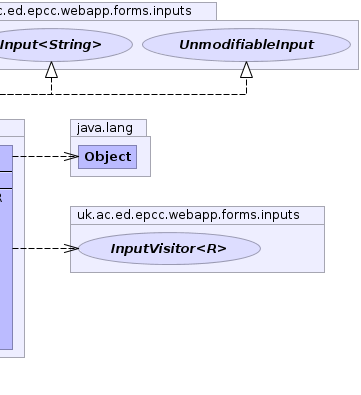 c.ed.epcc.webapp.forms.inputs
Input<String>
UnmodifiableInput
java.lang
Object
uk.ac.ed.epcc.webapp.forms.inputs
InputVisitor<R>